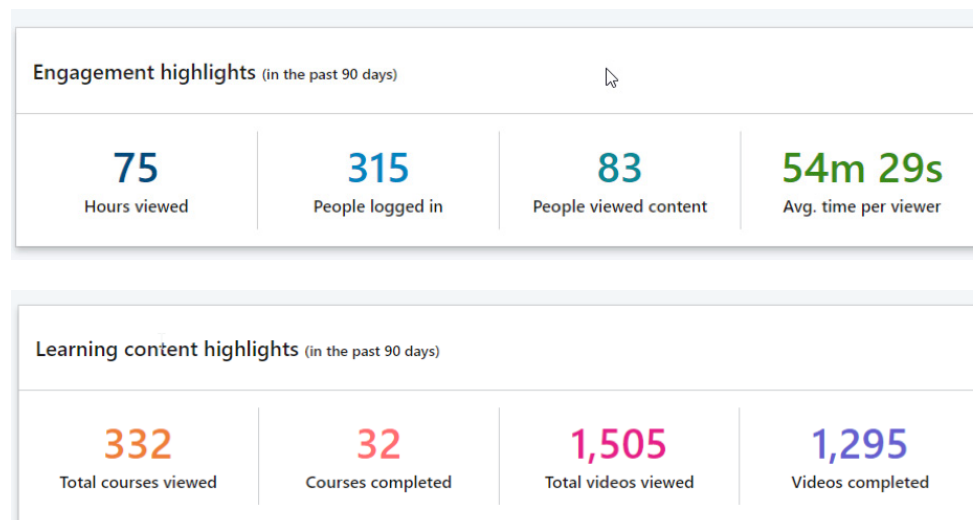 Engagement highlights (in the past 90 days)
75 315 83 54m 29s
Hours viewed People logged in People viewed content Avg. time per viewer
Learning content highlights (in the past 90 days)
332 32 1,505 1,295
Total courses viewed Courses completed Total videos viewed Videos completed